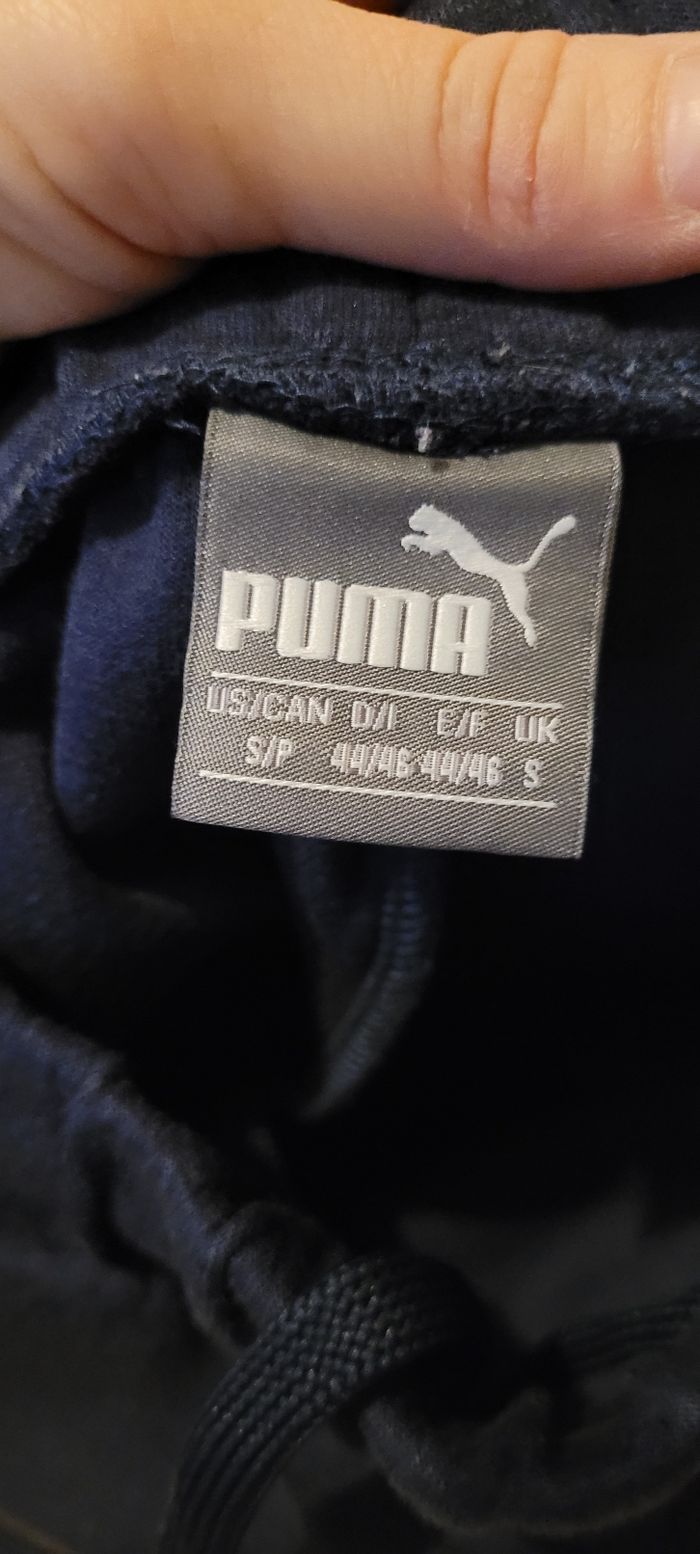 PUMA
US/CAN D/I E/F UK
S/P 44/46 44/46 S